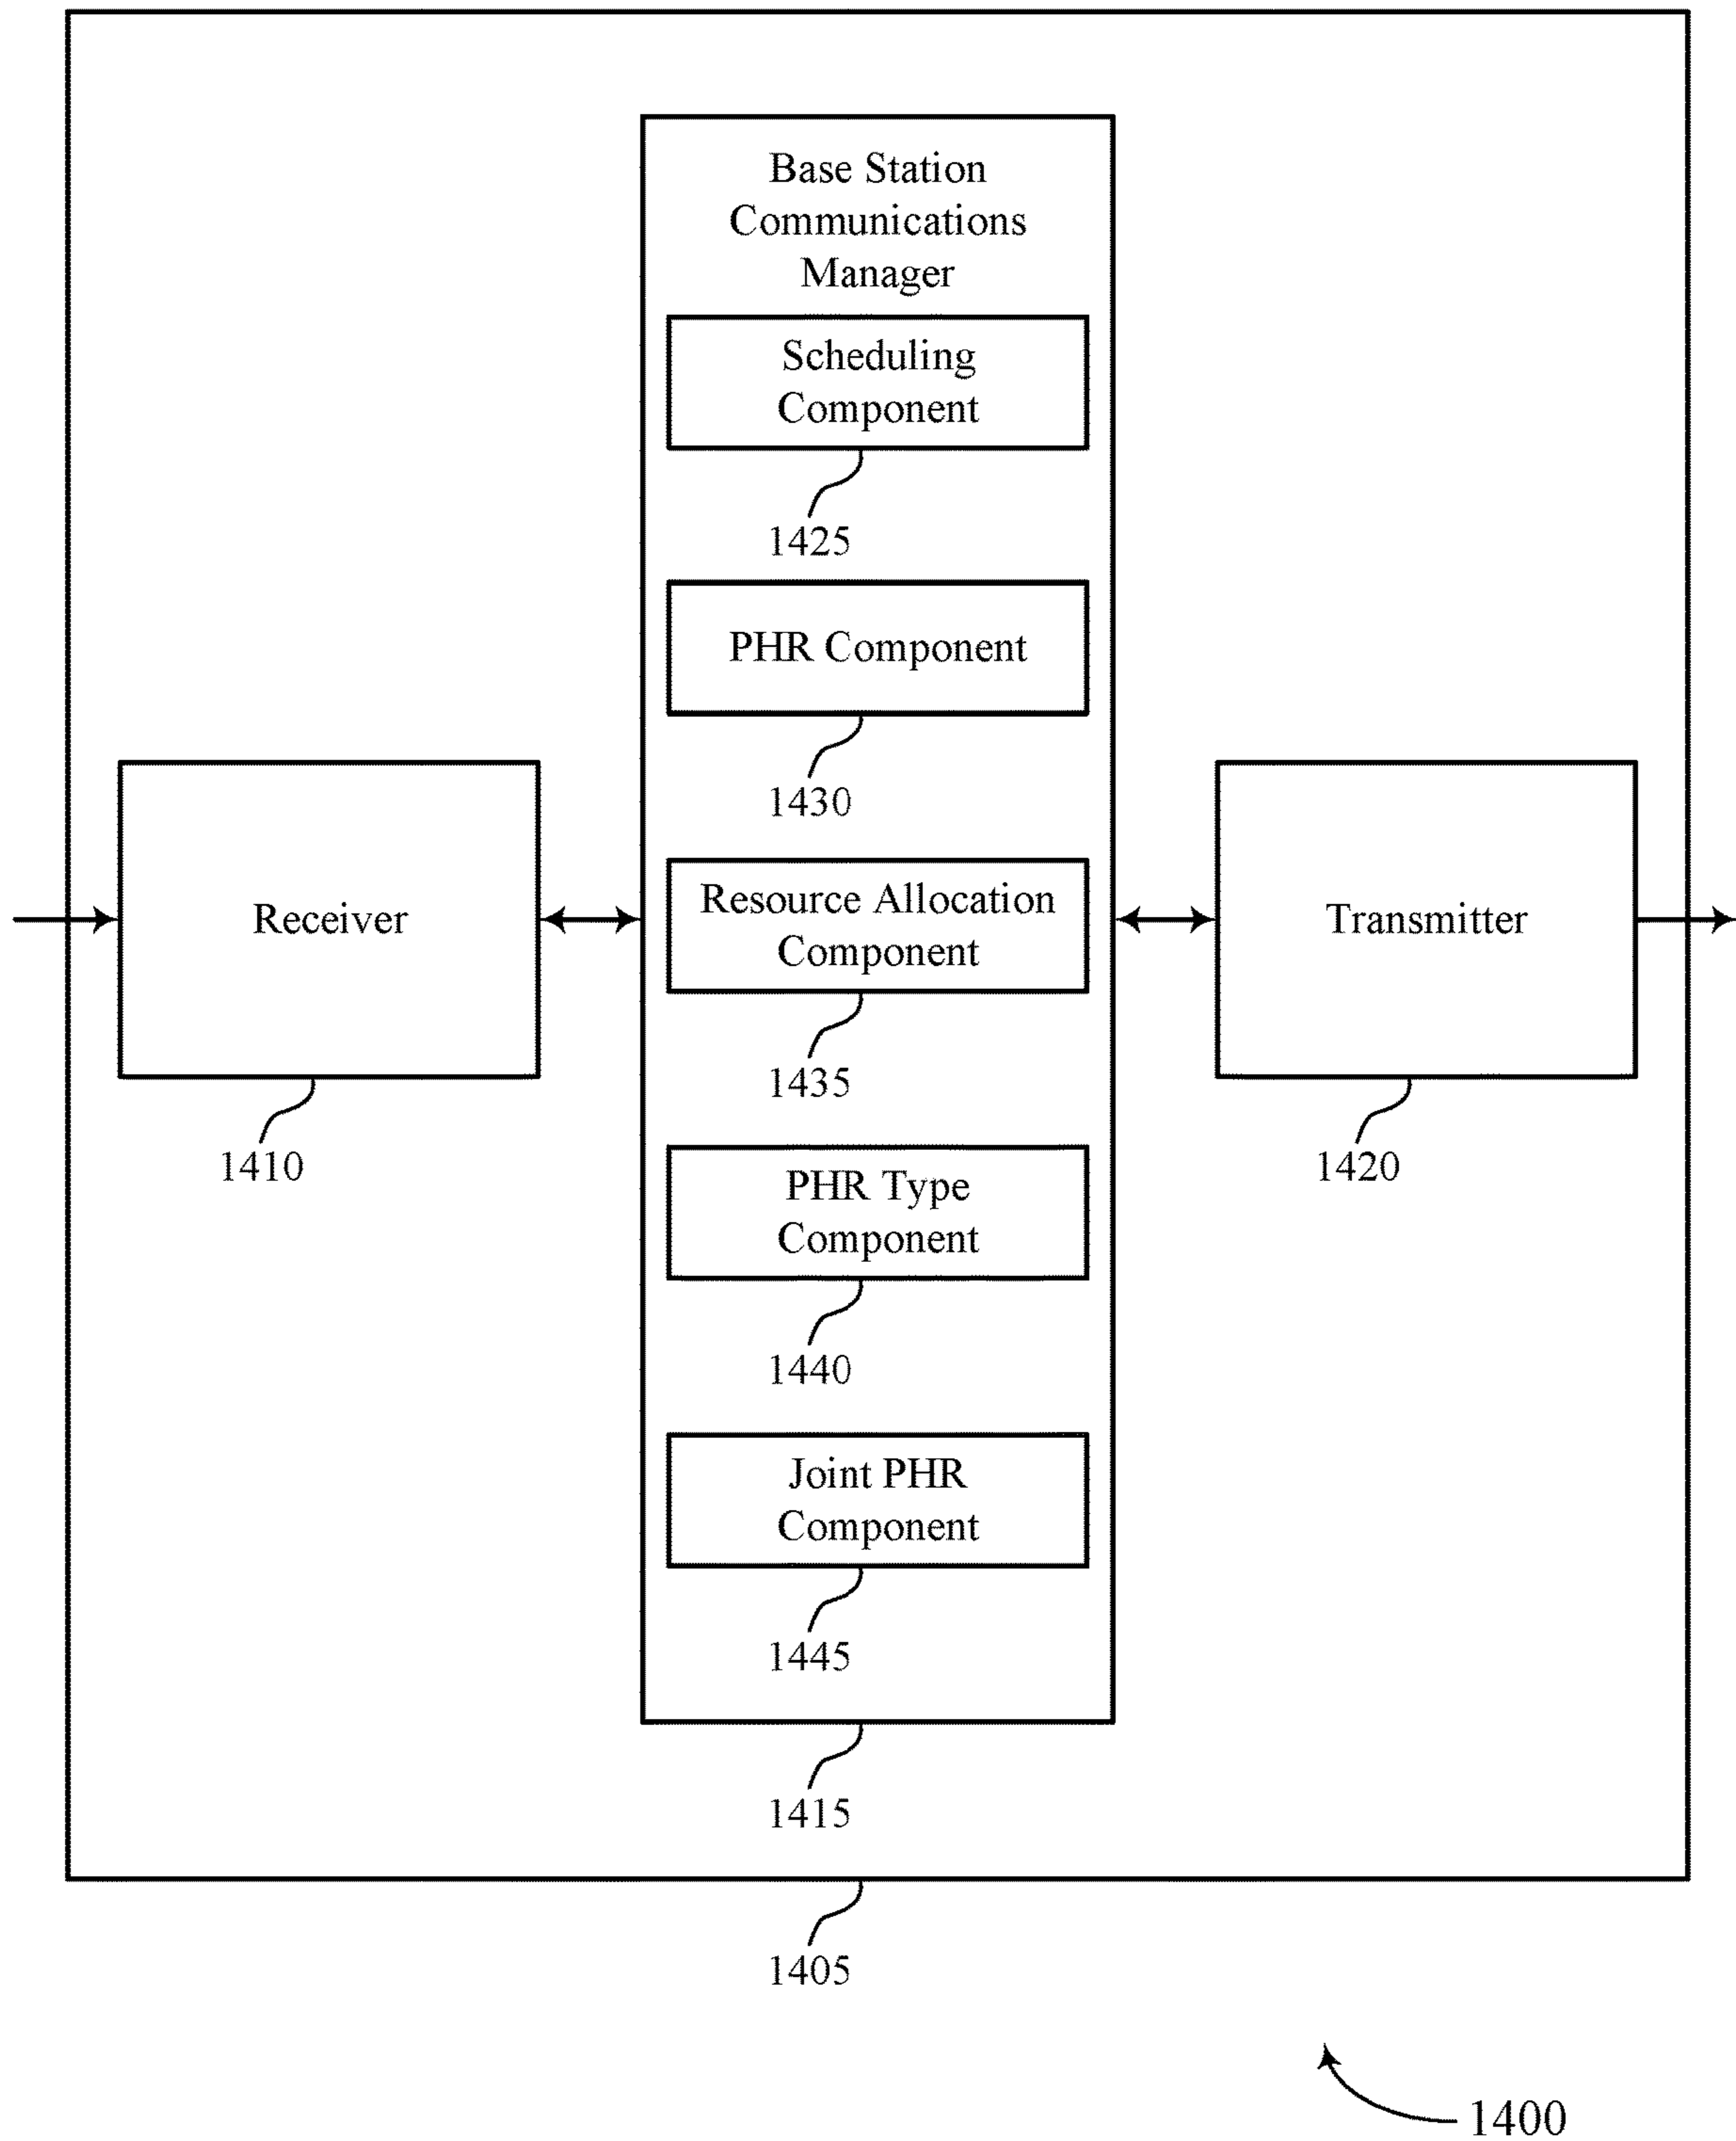 Base Station
Communications
Manager
Scheduling
Component
1425
PHR Component
1430
Receiver
1410
Resource Allocation
Component
1435
Transmitter
1420
PHR Type
Component
1440
Joint PHR
Component
1445
1415
1405
1400